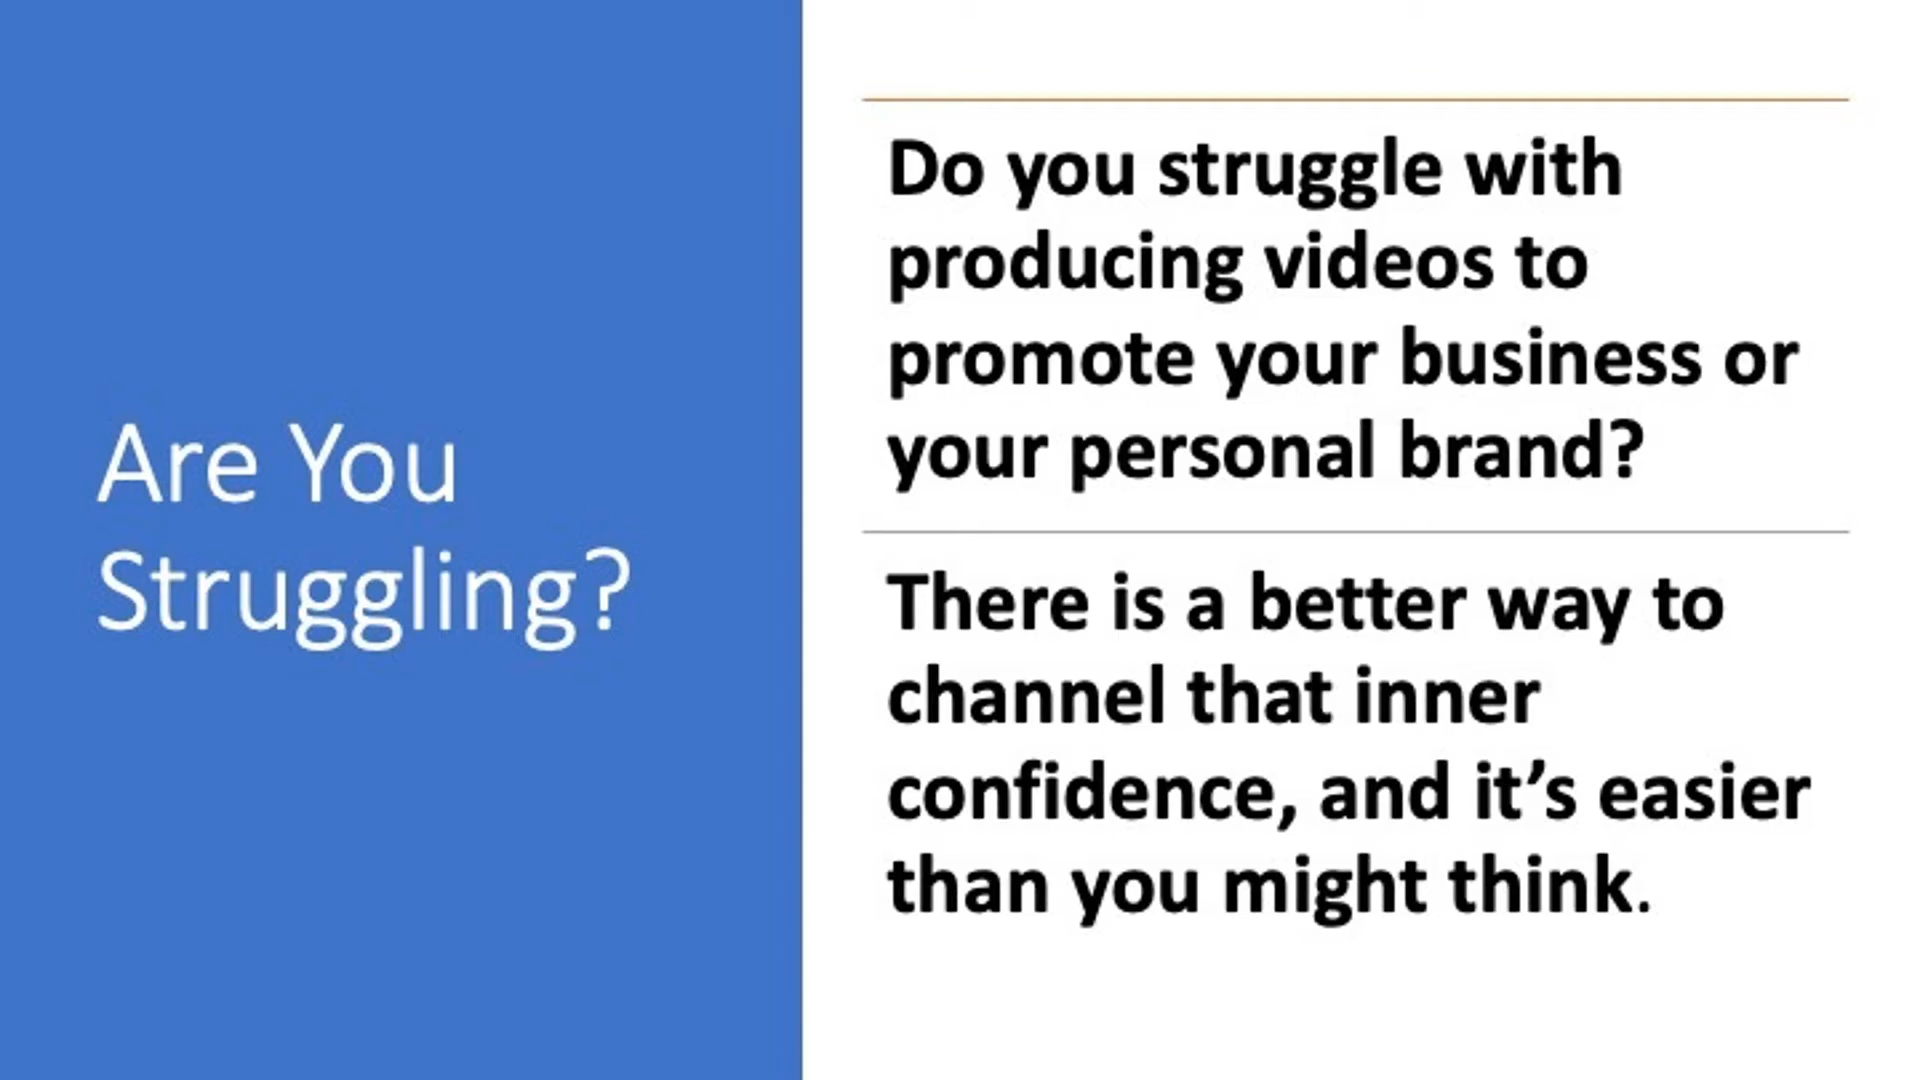 Are You
Struggling?
Do you struggle with
producing videos to
promote your business or
your personal brand?
There is a better way to
channel that inner
confidence, and it’s easier
than you might think.